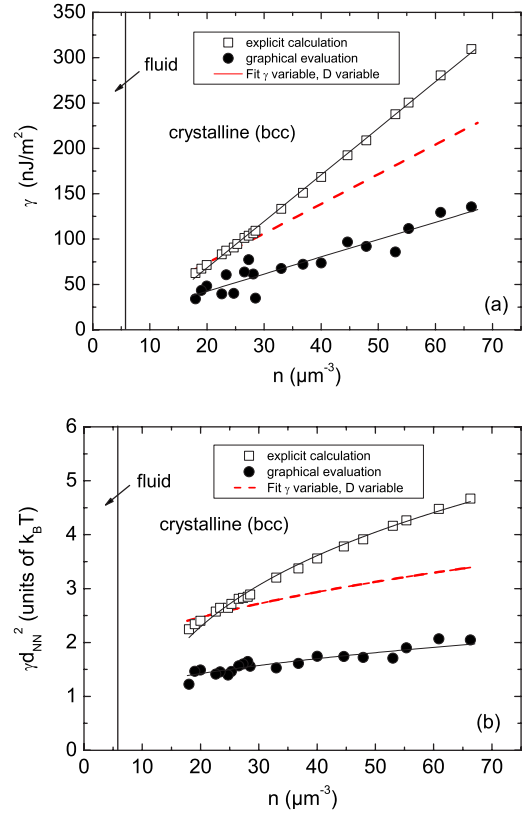 350
300
250
200
150
100
50
0
γ (nJ/m²)
explicit calculation
graphical evaluation
Fit γ variable, D variable
fluid
crystalline (bcc)
(a)
0 10 20 30 40 50 60 70
n (μm⁻³)
6
5
4
3
2
1
0
γd_NN² (units of k_BT)
explicit calculation
graphical evaluation
Fit γ variable, D variable
fluid
crystalline (bcc)
(b)
0 10 20 30 40 50 60 70
n (μm⁻³)